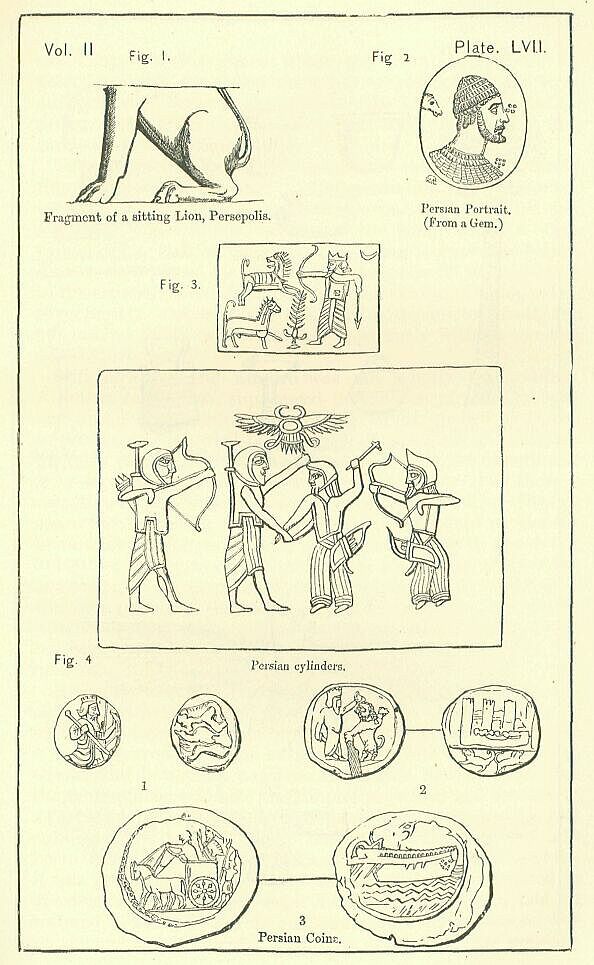 Vol. II
Plate. LVII.
Fig. 1.
Fig 2
Fragment of a sitting Lion, Persepolis.
Persian Portrait.
(From a Gem.)
Fig. 3.
Persian cylinders.
Fig. 4
1
2
3
Persian Coins.